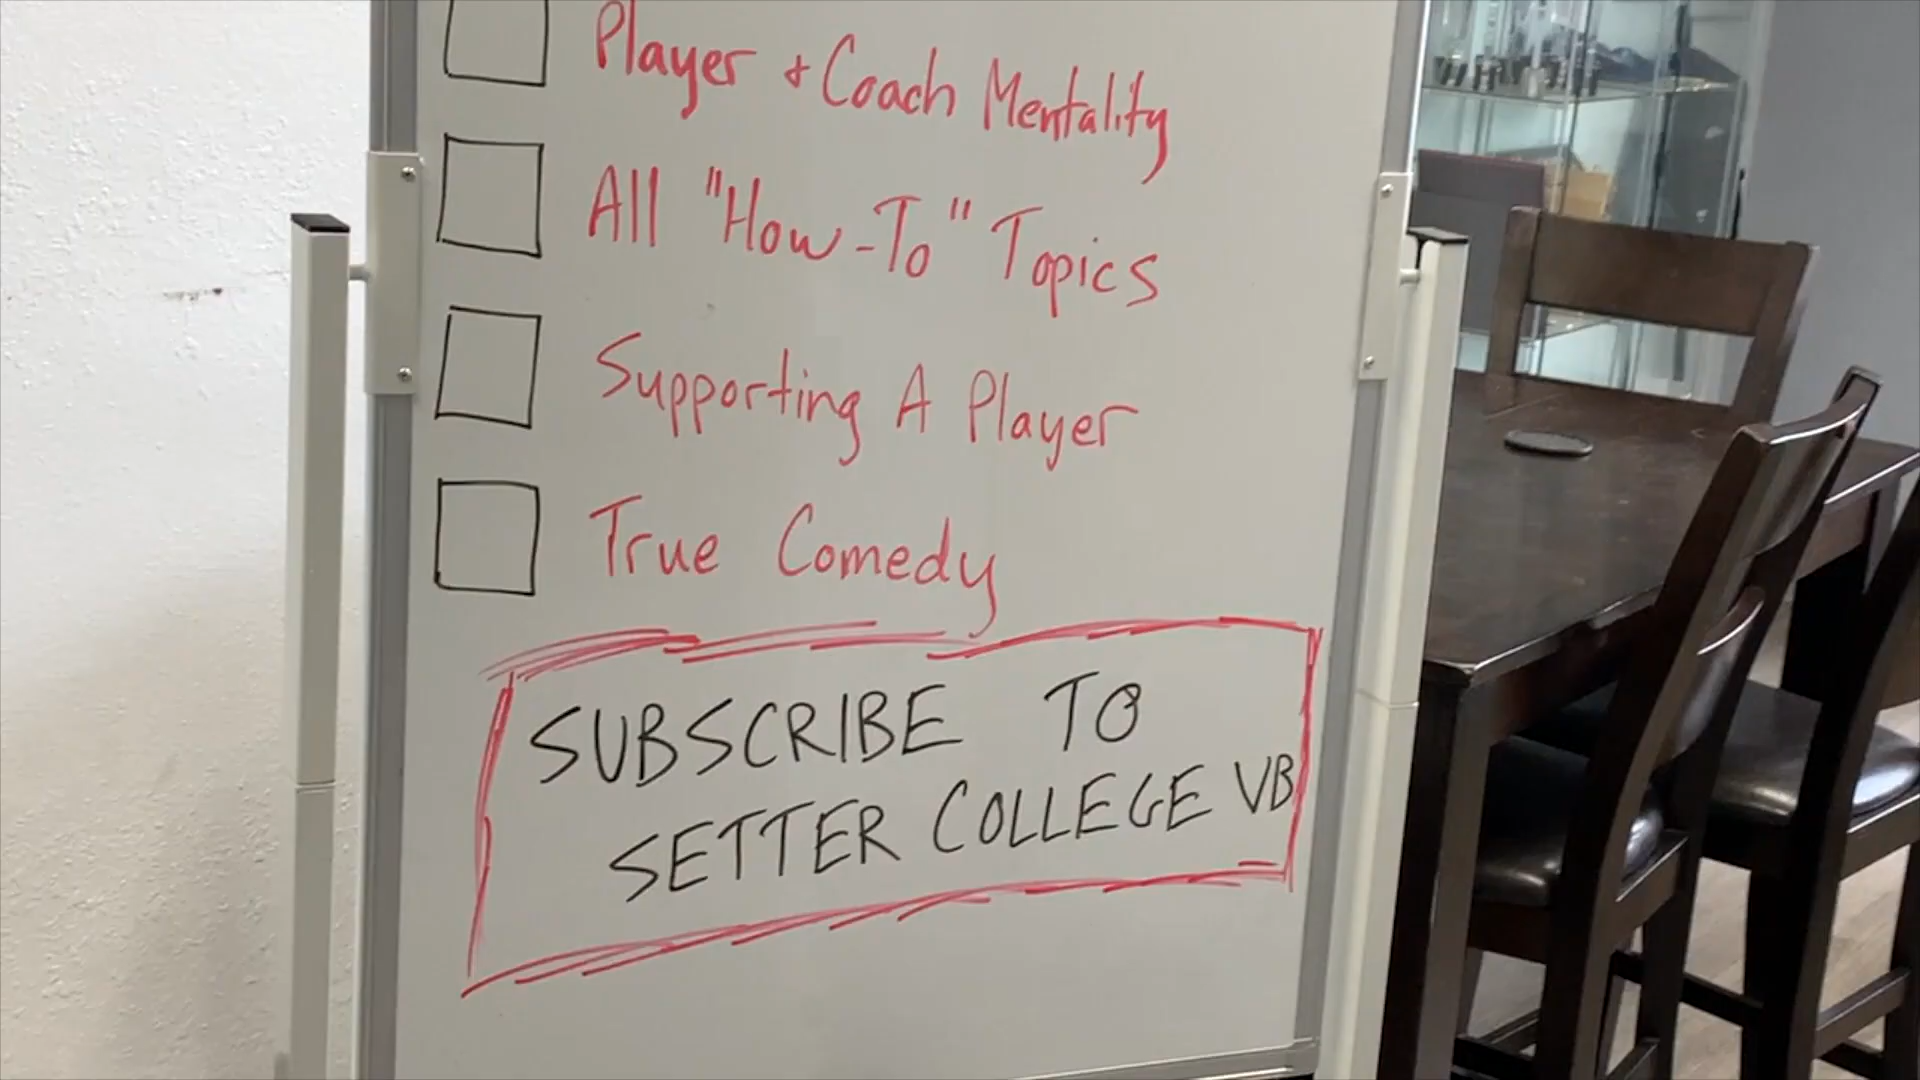 Player + Coach Mentality
All "How-To" Topics
Supporting A Player
True Comedy
SUBSCRIBE TO
SETTER COLLEGE VB